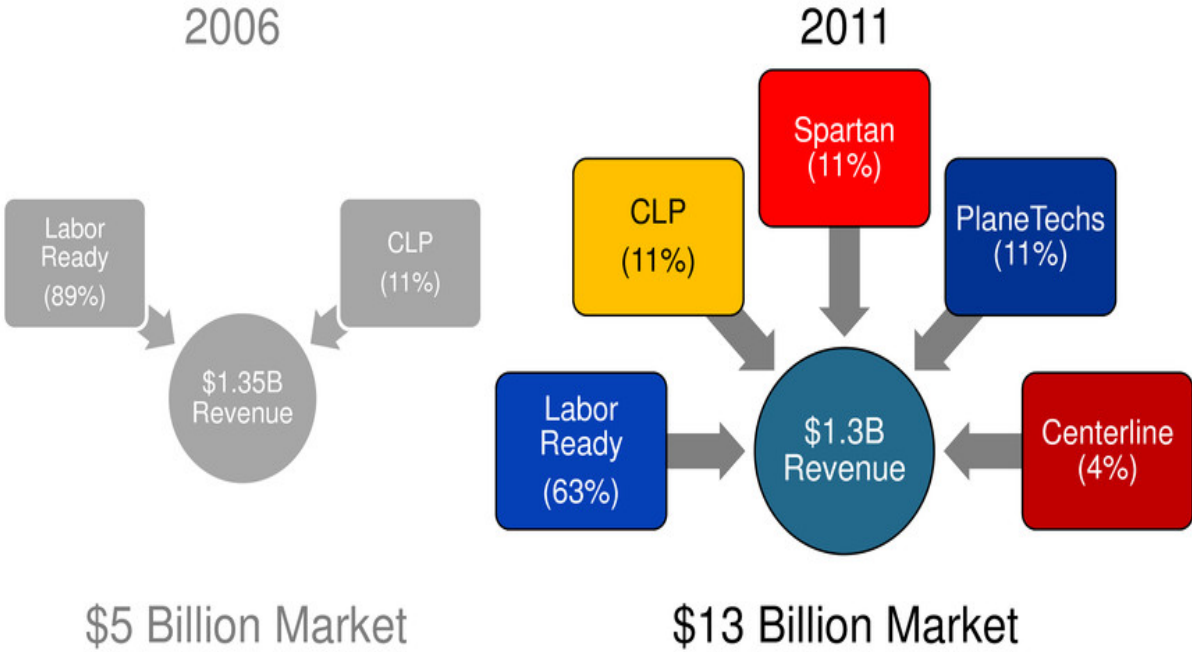 2006
Labor
Ready
(89%)
CLP
(11%)
$1.35B
Revenue
$5 Billion Market
2011
Spartan
(11%)
CLP
(11%)
PlaneTechs
(11%)
Labor
Ready
(63%)
$1.3B
Revenue
Centerline
(4%)
$13 Billion Market